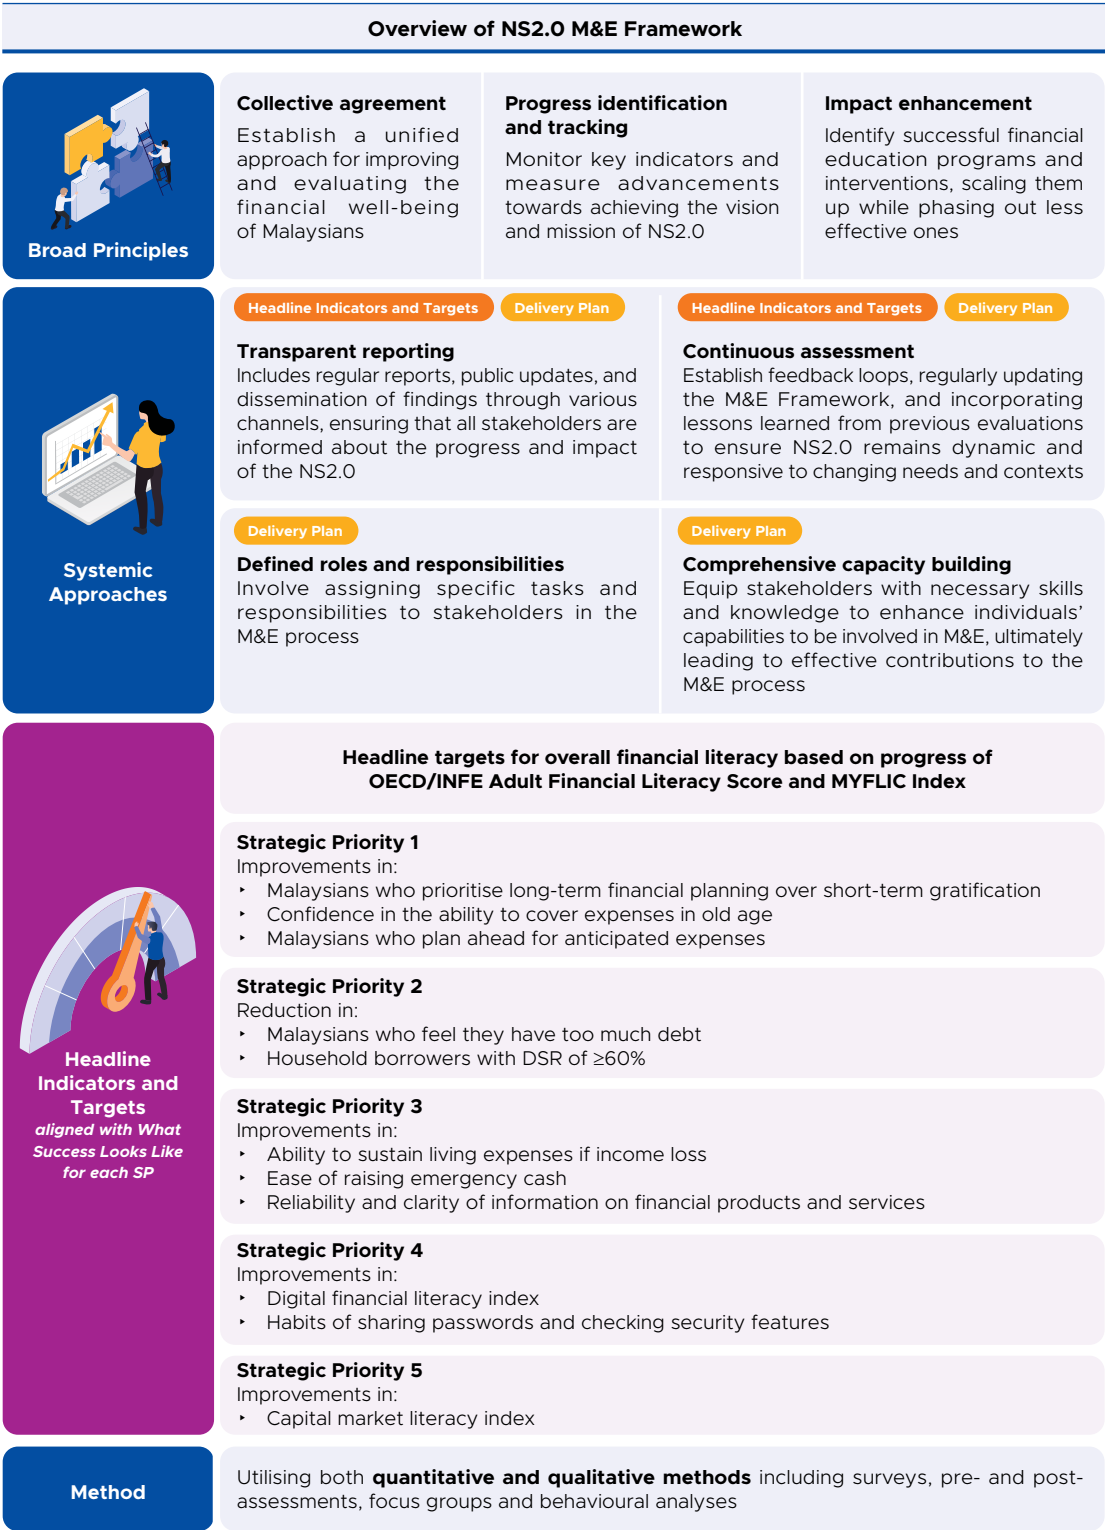 Overview of NS2.0 M&E Framework
Broad Principles
Collective agreement
Establish a unified
approach for improving
and evaluating the
financial well-being
of Malaysians
Progress identification
and tracking
Monitor key indicators and
measure advancements
towards achieving the vision
and mission of NS2.0
Impact enhancement
Identify successful financial
education programs and
interventions, scaling them
up while phasing out less
effective ones
Systemic
Approaches
Headline Indicators and Targets
Delivery Plan
Transparent reporting
Includes regular reports, public updates, and
dissemination of findings through various
channels, ensuring that all stakeholders are
informed about the progress and impact
of the NS2.0
Headline Indicators and Targets
Delivery Plan
Continuous assessment
Establish feedback loops, regularly updating
the M&E Framework, and incorporating
lessons learned from previous evaluations
to ensure NS2.0 remains dynamic and
responsive to changing needs and contexts
Delivery Plan
Defined roles and responsibilities
Involve assigning specific tasks and
responsibilities to stakeholders in the
M&E process
Delivery Plan
Comprehensive capacity building
Equip stakeholders with necessary skills
and knowledge to enhance individuals’
capabilities to be involved in M&E, ultimately
leading to effective contributions to the
M&E process
Headline
Indicators and
Targets
aligned with What
Success Looks Like
for each SP
Headline targets for overall financial literacy based on progress of
OECD/INFE Adult Financial Literacy Score and MYFLIC Index
Strategic Priority 1
Improvements in:
‣ Malaysians who prioritise long-term financial planning over short-term gratification
‣ Confidence in the ability to cover expenses in old age
‣ Malaysians who plan ahead for anticipated expenses
Strategic Priority 2
Reduction in:
‣ Malaysians who feel they have too much debt
‣ Household borrowers with DSR of ≥60%
Strategic Priority 3
Improvements in:
‣ Ability to sustain living expenses if income loss
‣ Ease of raising emergency cash
‣ Reliability and clarity of information on financial products and services
Strategic Priority 4
Improvements in:
‣ Digital financial literacy index
‣ Habits of sharing passwords and checking security features
Strategic Priority 5
Improvements in:
‣ Capital market literacy index
Method
Utilising both quantitative and qualitative methods including surveys, pre- and post-
assessments, focus groups and behavioural analyses